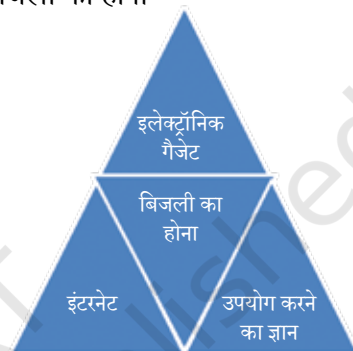 का होना
इलेक्ट्रॉनिक
गैजेट
बिजली का
होना
इंटरनेट
उपयोग करने
का ज्ञान